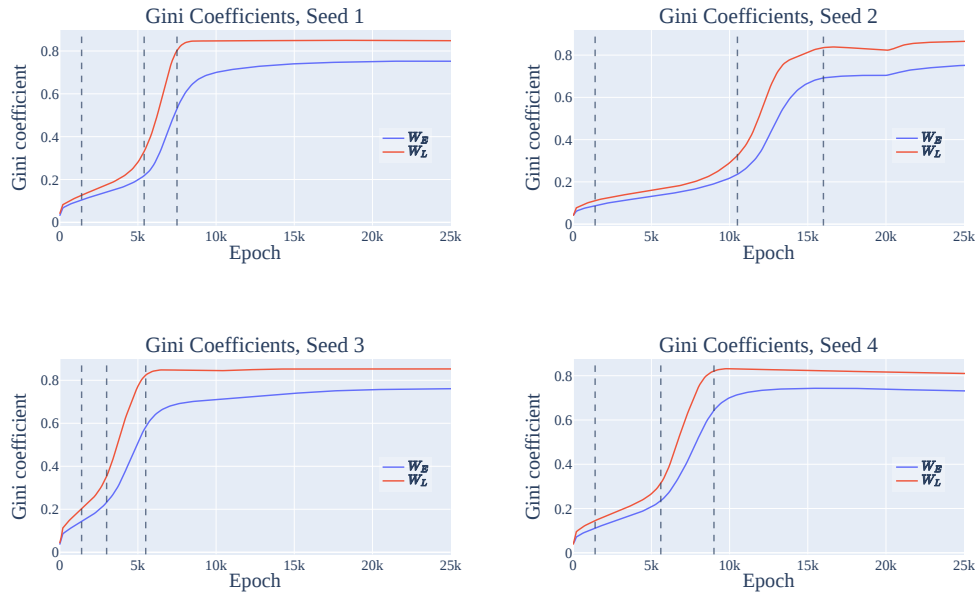 Gini Coefficients, Seed 1
Gini coefficient
0.8
0.6
0.4
0.2
0
W_E
W_L
0 5k 10k 15k 20k 25k
Epoch
Gini Coefficients, Seed 2
Gini coefficient
0.8
0.6
0.4
0.2
0
W_E
W_L
0 5k 10k 15k 20k 25k
Epoch
Gini Coefficients, Seed 3
Gini coefficient
0.8
0.6
0.4
0.2
0
W_E
W_L
0 5k 10k 15k 20k 25k
Epoch
Gini Coefficients, Seed 4
Gini coefficient
0.8
0.6
0.4
0.2
0
W_E
W_L
0 5k 10k 15k 20k 25k
Epoch